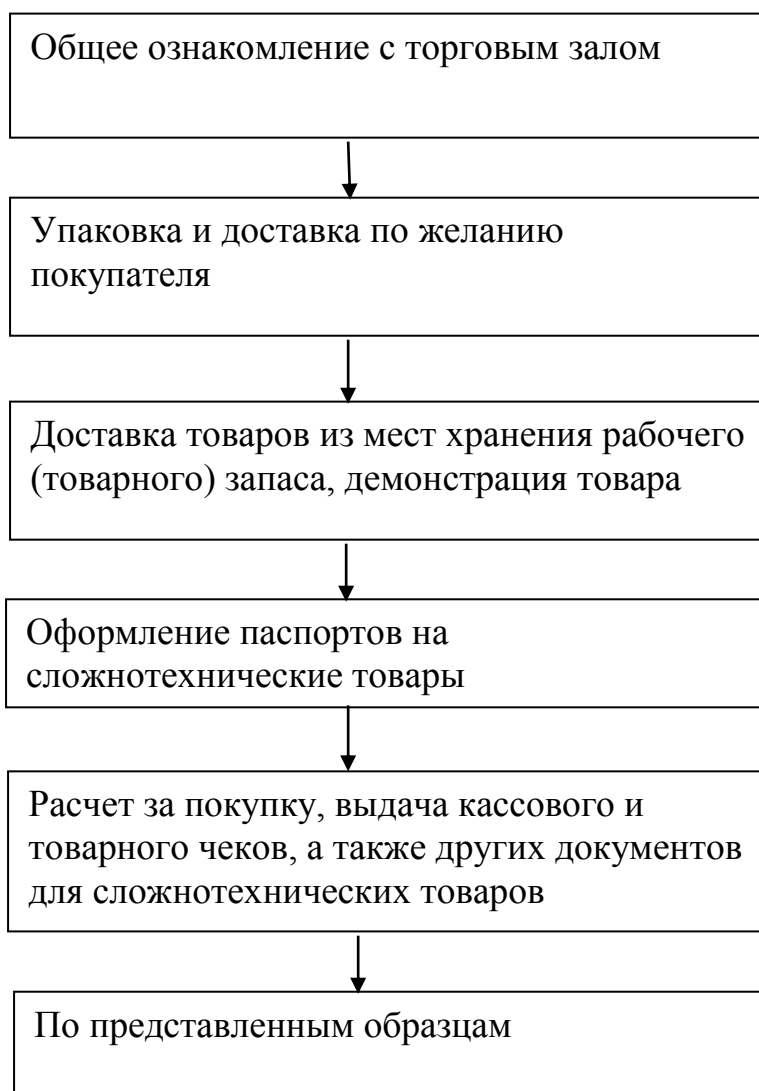 Общее ознакомление с торговым залом
Упаковка и доставка по желанию
покупателя
Доставка товаров из мест хранения рабочего
(товарного) запаса, демонстрация товара
Оформление паспортов на
сложнотехнические товары
Расчет за покупку, выдача кассового и
товарного чеков, а также других документов
для сложнотехнических товаров
По представленным образцам